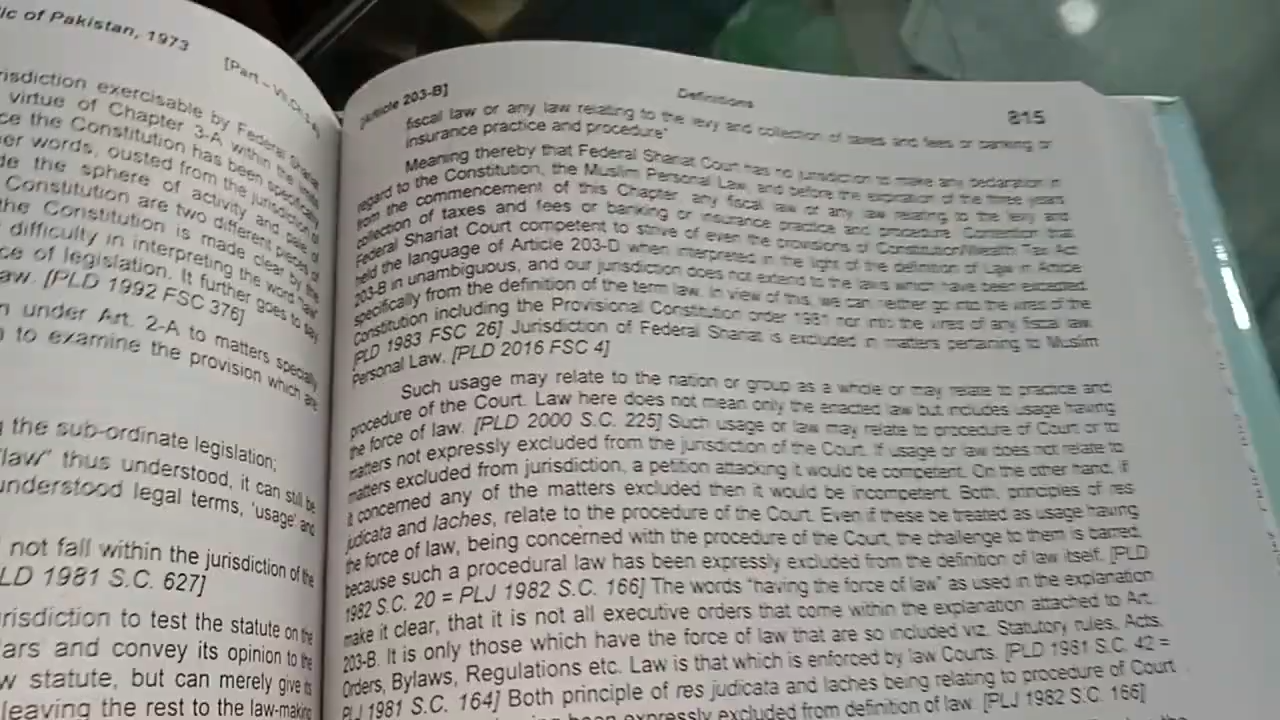 lic of Pakistan, 1973
[Part – VII,Ch.3-A]
risdiction exercisable by Federal Shariat
virtue of Chapter 3-A within the
ce the Constitution has been specifically
er words, ousted from the jurisdiction of
de the sphere of activity and pale of
Constitution are two different pieces of
the Constitution is made clear by the
difficulty in interpreting the word 'law'
ce of legislation. It further goes to say
aw. [PLD 1992 FSC 376]
n under Art. 2-A to matters specially
to examine the provision which are
g the sub-ordinate legislation;
"law" thus understood, it can still be
understood legal terms, 'usage' and
not fall within the jurisdiction of the
LD 1981 S.C. 627]
risdiction to test the statute on the
ars and convey its opinion to the
w statute, but can merely give its
leaving the rest to the law-making
[Article 203-B]
Definitions
815
fiscal law or any law relating to the levy and collection of taxes and fees or banking or
insurance practice and procedure"
Meaning thereby that Federal Shariat Court has no jurisdiction to make any declaration in
regard to the Constitution, the Muslim Personal Law, and before the expiration of the three years
from the commencement of this Chapter, any fiscal law or any law relating to the levy and
collection of taxes and fees or banking or insurance practice and procedure. Contention that
Federal Shariat Court competent to strive of even the provisions of Constitution/Wealth Tax Act
held the language of Article 203-D when interpreted in the light of the definition of Law in Article
203-B in unambiguous, and our jurisdiction does not extend to the laws which have been excepted
specifically from the definition of the term law. In view of this, we can neither go into the vires of the
constitution including the Provisional Constitution order 1981 nor into the vires of any fiscal law.
[PLD 1983 FSC 26] Jurisdiction of Federal Shariat is excluded in matters pertaining to Muslim
Personal Law. [PLD 2016 FSC 4]
Such usage may relate to the nation or group as a whole or may relate to practice and
procedure of the Court. Law here does not mean only the enacted law but includes usage having
the force of law. [PLD 2000 S.C. 225] Such usage or law may relate to procedure of Court or to
matters not expressly excluded from the jurisdiction of the Court. If usage or law does not relate to
matters excluded from jurisdiction, a petition attacking it would be competent. On the other hand, if
it concerned any of the matters excluded then it would be incompetent. Both, principles of res
judicata and laches, relate to the procedure of the Court. Even if these be treated as usage having
the force of law, being concerned with the procedure of the Court, the challenge to them is barred,
because such a procedural law has been expressly excluded from the definition of law itself. [PLD
1982 S.C. 20 = PLJ 1982 S.C. 166] The words "having the force of law" as used in the explanation
make it clear, that it is not all executive orders that come within the explanation attached to Art.
203-B. It is only those which have the force of law that are so included viz. Statutory rules, Acts,
Orders, Bylaws, Regulations etc. Law is that which is enforced by law Courts. [PLD 1981 S.C. 42 =
PLJ 1981 S.C. 164] Both principle of res judicata and laches being relating to procedure of Court
been expressly excluded from definition of law. [PLJ 1982 S.C. 166]